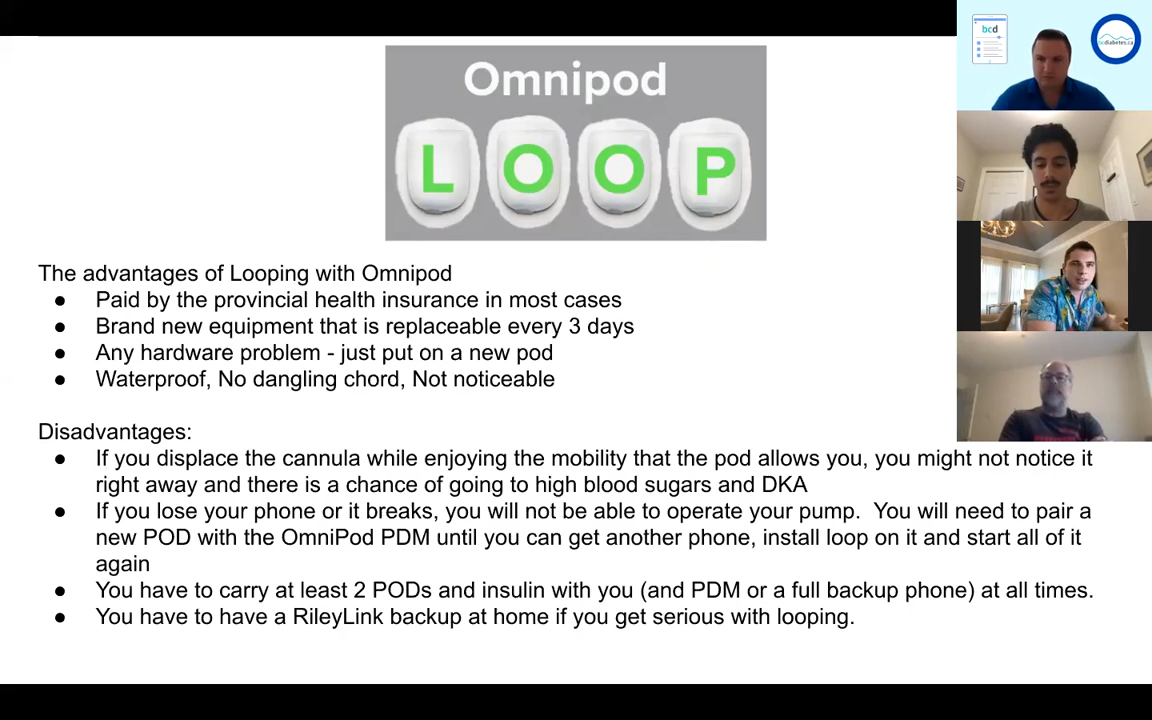 Omnipod
L O O P
bcd
bcdiabetes.ca
The advantages of Looping with Omnipod
● Paid by the provincial health insurance in most cases
● Brand new equipment that is replaceable every 3 days
● Any hardware problem - just put on a new pod
● Waterproof, No dangling chord, Not noticeable
Disadvantages:
● If you displace the cannula while enjoying the mobility that the pod allows you, you might not notice it
right away and there is a chance of going to high blood sugars and DKA
● If you lose your phone or it breaks, you will not be able to operate your pump.  You will need to pair a
new POD with the OmniPod PDM until you can get another phone, install loop on it and start all of it
again
● You have to carry at least 2 PODs and insulin with you (and PDM or a full backup phone) at all times.
● You have to have a RileyLink backup at home if you get serious with looping.